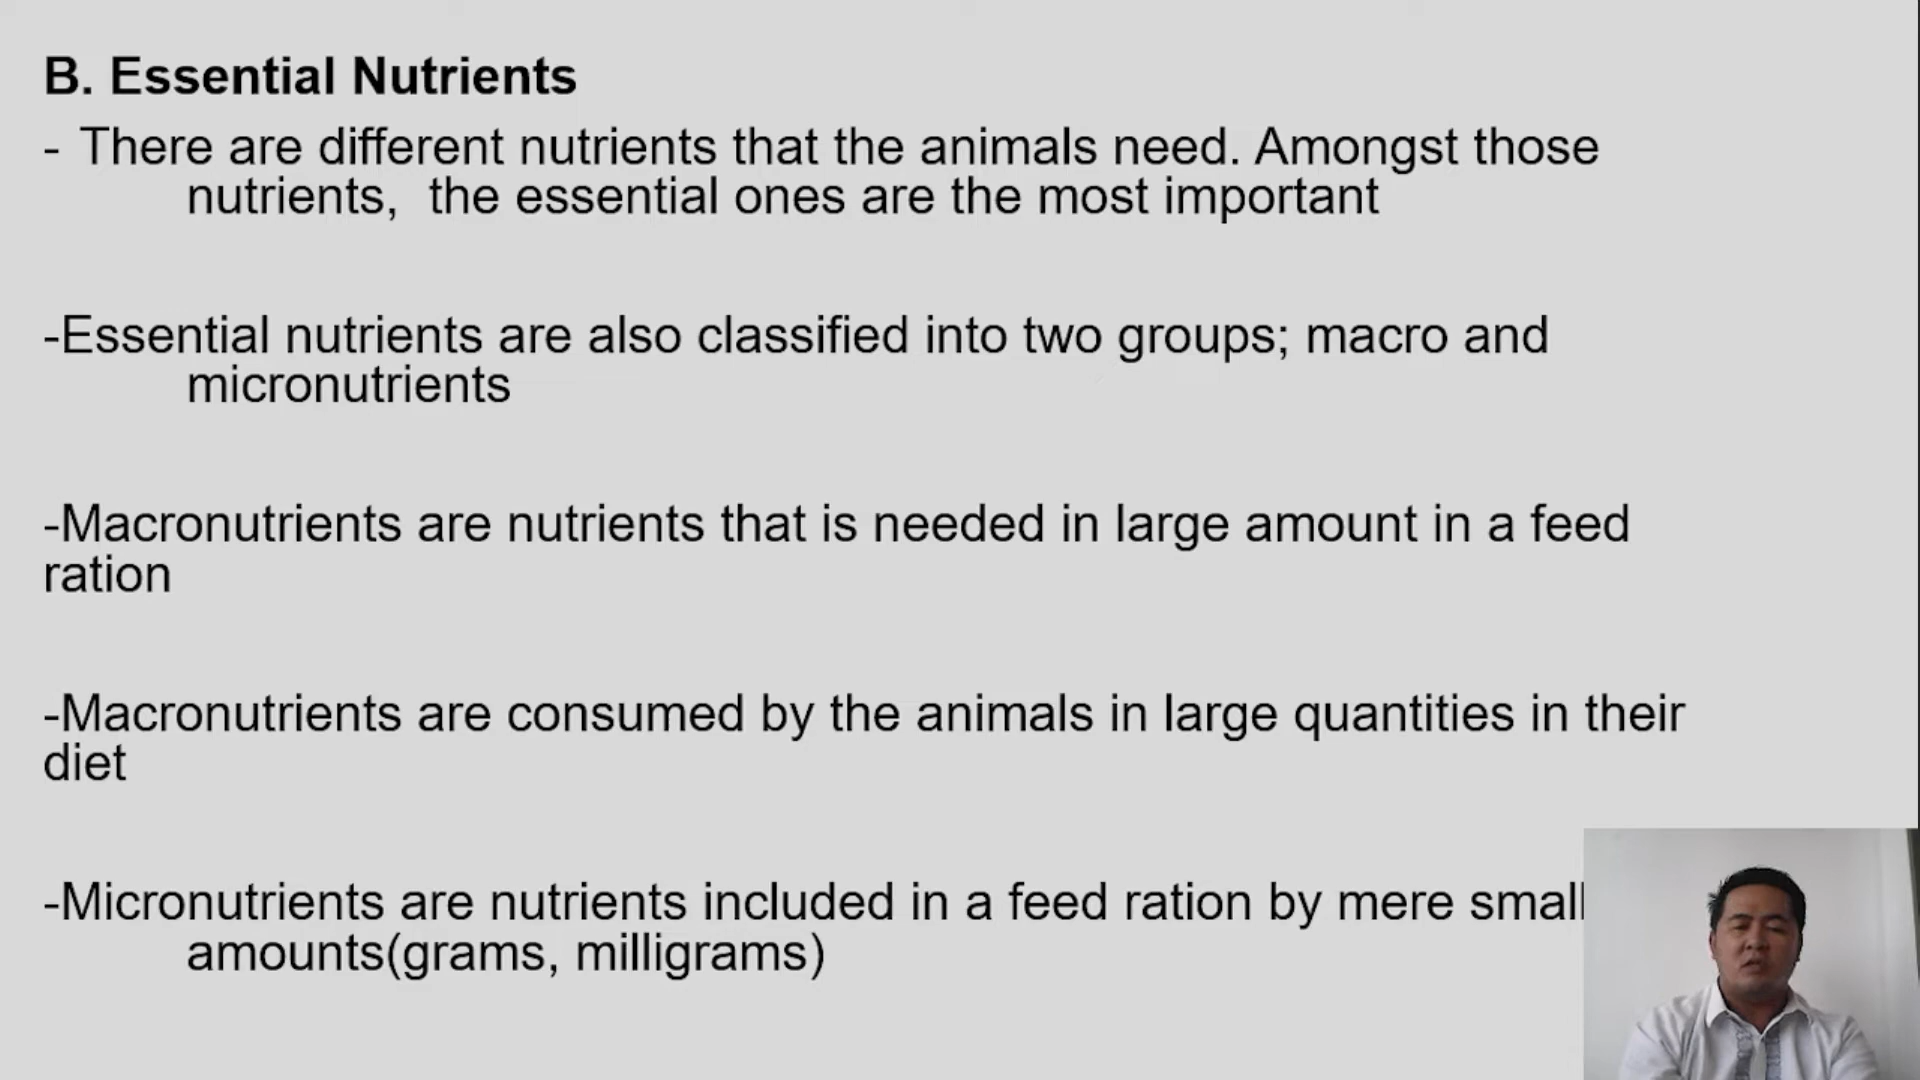 B. Essential Nutrients
- There are different nutrients that the animals need. Amongst those
nutrients,  the essential ones are the most important
-Essential nutrients are also classified into two groups; macro and
micronutrients
-Macronutrients are nutrients that is needed in large amount in a feed
ration
-Macronutrients are consumed by the animals in large quantities in their
diet
-Micronutrients are nutrients included in a feed ration by mere small
amounts(grams, milligrams)